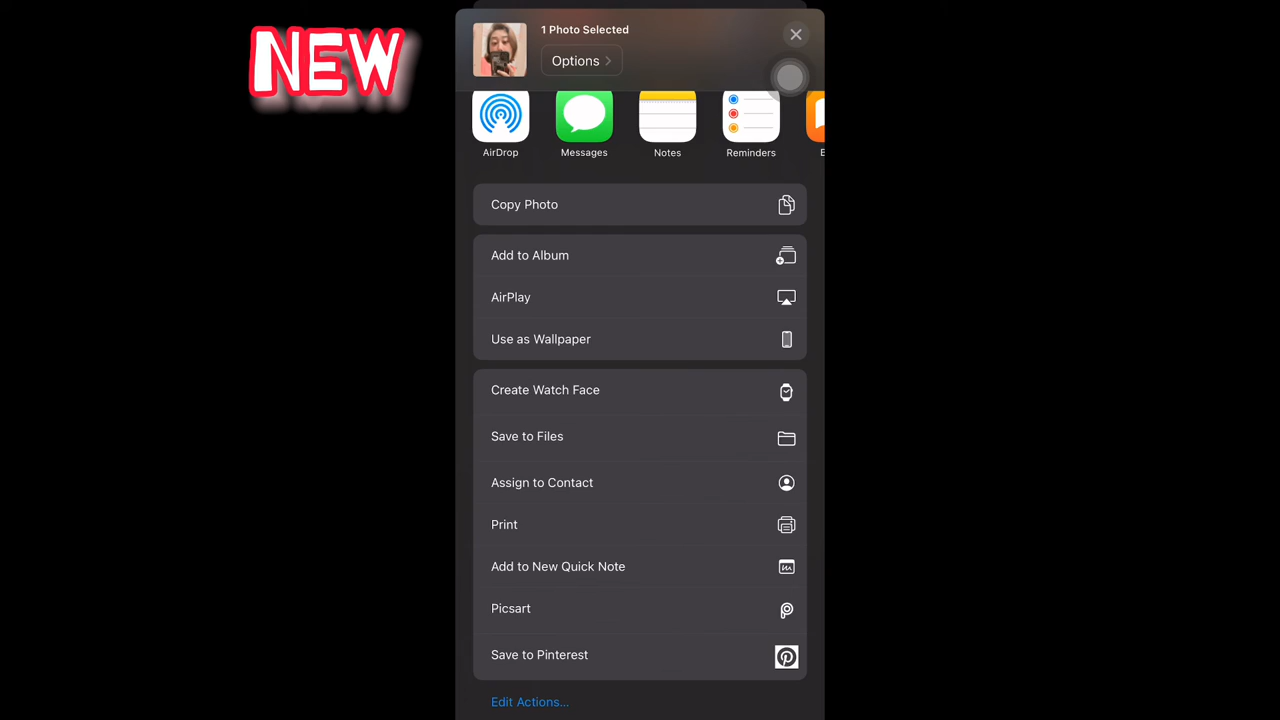 NEW
1 Photo Selected
Options
AirDrop
Messages
Notes
Reminders
Copy Photo
Add to Album
AirPlay
Use as Wallpaper
Create Watch Face
Save to Files
Assign to Contact
Print
Add to New Quick Note
Picsart
Save to Pinterest
Edit Actions...